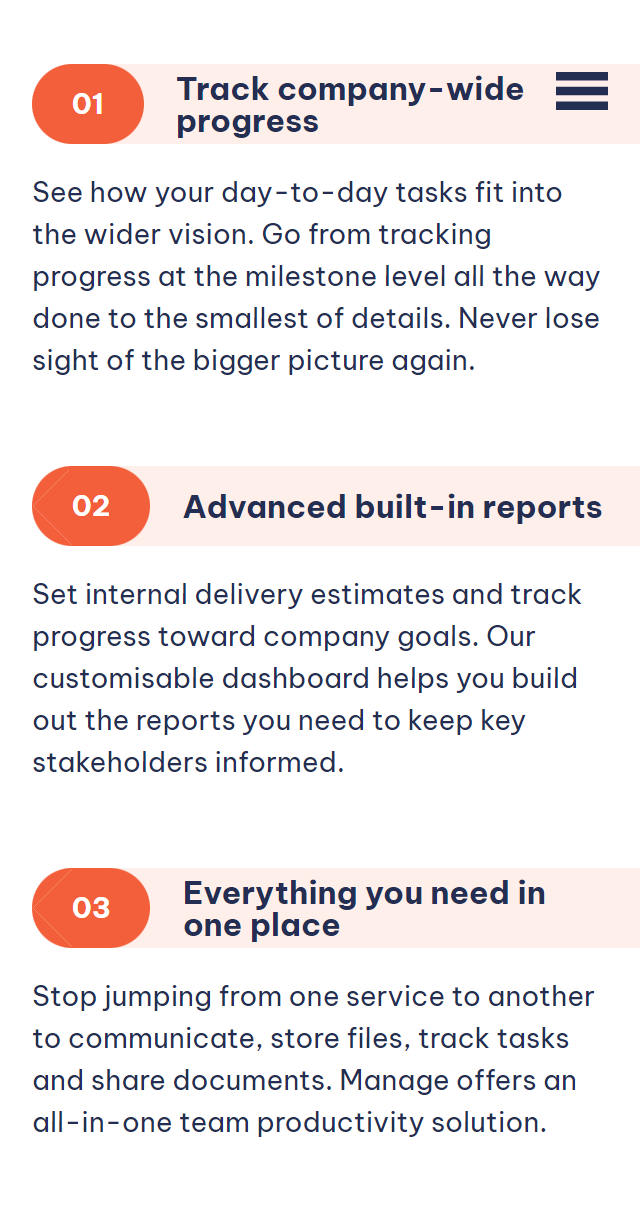 01
Track company-wide
progress
See how your day-to-day tasks fit into
the wider vision. Go from tracking
progress at the milestone level all the way
done to the smallest of details. Never lose
sight of the bigger picture again.
02
Advanced built-in reports
Set internal delivery estimates and track
progress toward company goals. Our
customisable dashboard helps you build
out the reports you need to keep key
stakeholders informed.
03
Everything you need in
one place
Stop jumping from one service to another
to communicate, store files, track tasks
and share documents. Manage offers an
all-in-one team productivity solution.